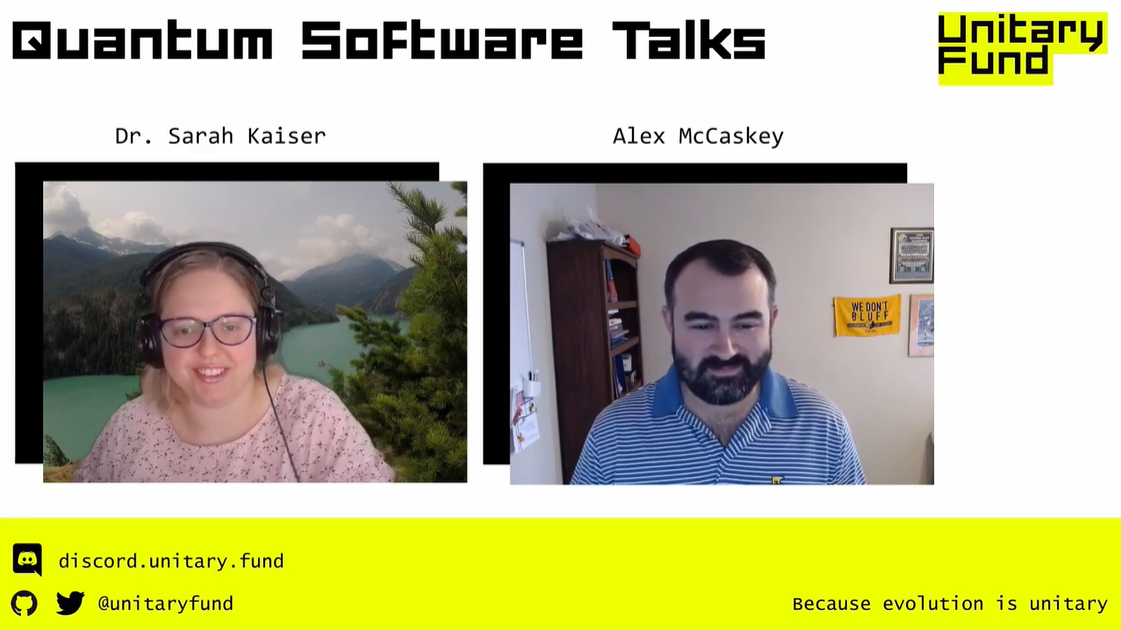 Quantum Software Talks
Unitary
Fund
Dr. Sarah Kaiser
Alex McCaskey
WE DON'T
BLUFF
discord.unitary.fund
@unitaryfund
Because evolution is unitary